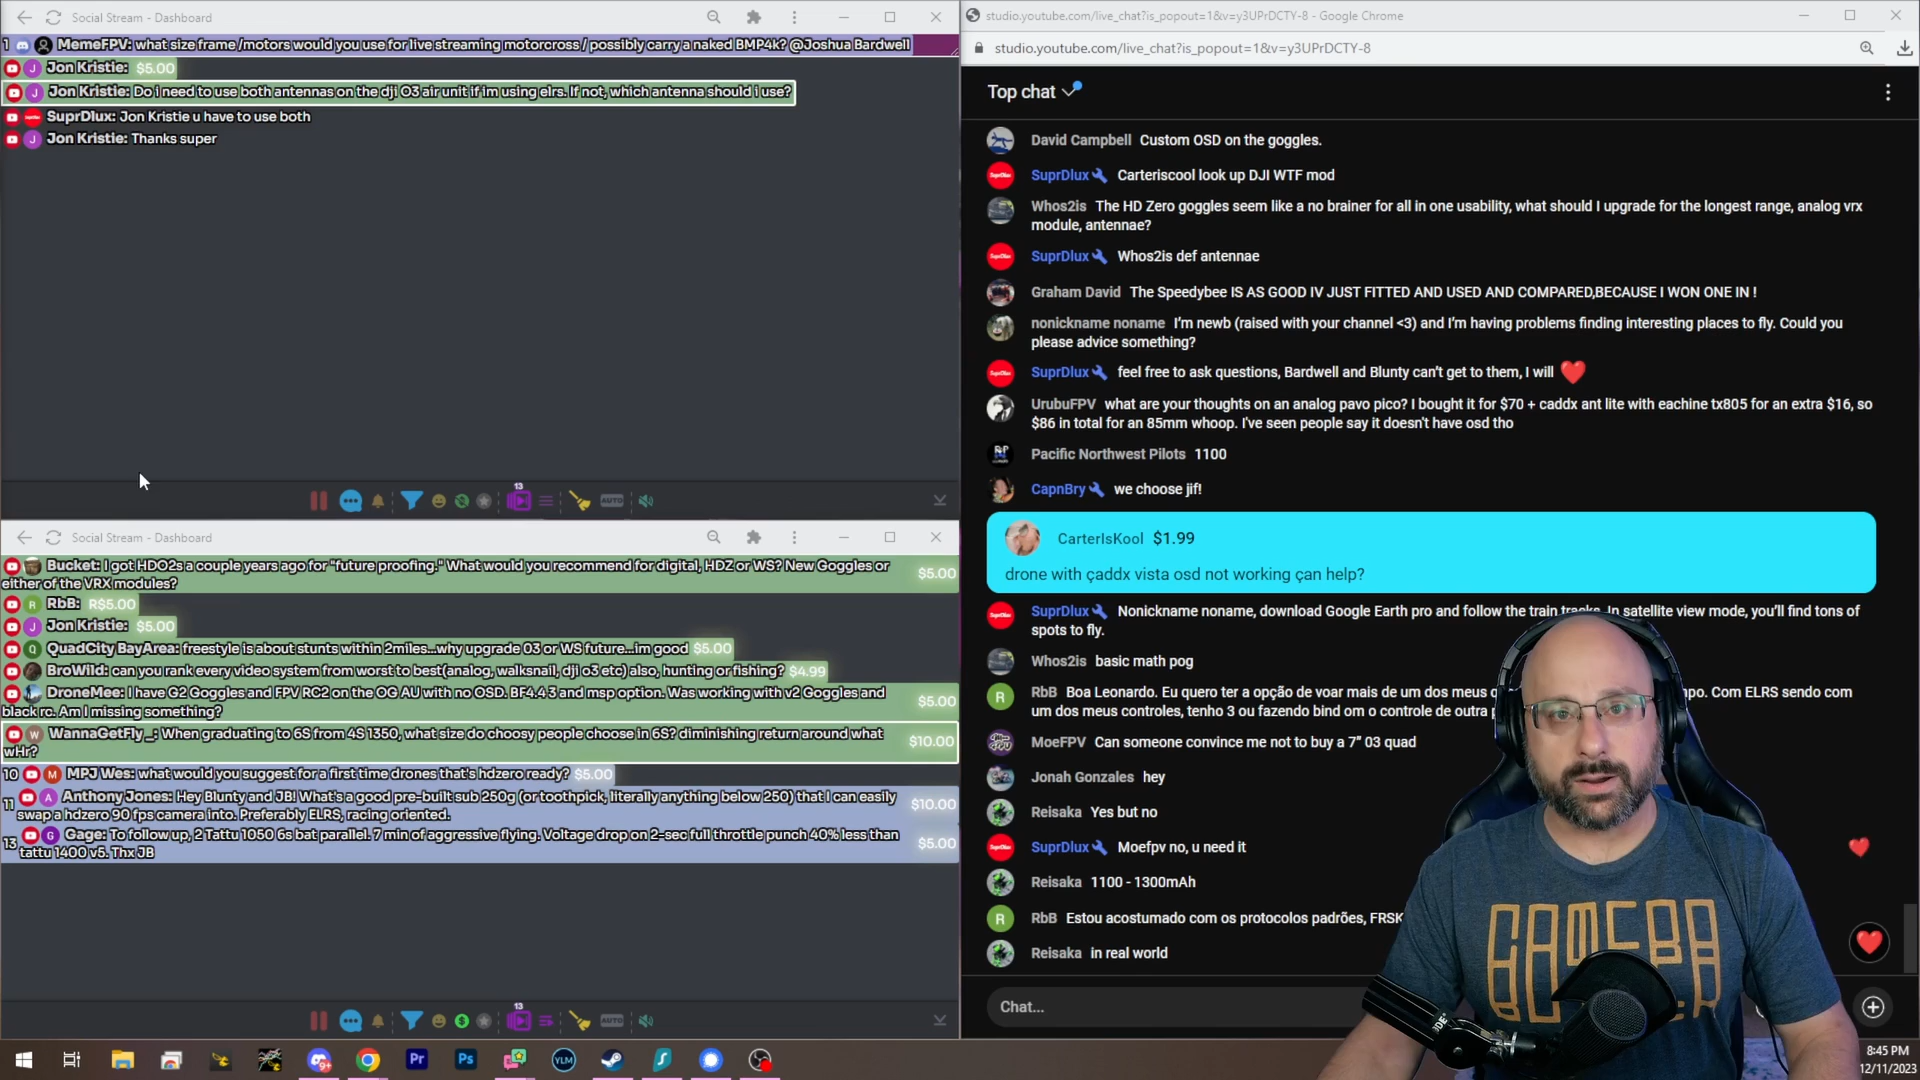 Social Stream - Dashboard
1 MemeFPV: what size frame /motors would you use for live streaming motorcross / possibly carry a naked BMP4k? @Joshua Bardwell
J Jon Kristie: $5.00
J Jon Kristie: Do i need to use both antennas on the dji O3 air unit if im using elrs. If not, which antenna should i use?
SuprDlux: Jon Kristie u have to use both
J Jon Kristie: Thanks super
13
AUTO
Social Stream - Dashboard
Bucket: I got HDO2s a couple years ago for "future proofing." What would you recommend for digital, HDZ or WS? New Goggles or
either of the VRX modules?
$5.00
R RbB: R$5.00
J Jon Kristie: $5.00
Q QuadCity BayArea: freestyle is about stunts within 2miles...why upgrade 03 or WS future...im good $5.00
BroWild: can you rank every video system from worst to best(analog, walksnail, dji o3 etc) also, hunting or fishing? $4.99
DroneMee: I have G2 Goggles and FPV RC2 on the OG AU with no OSD. BF4.4 3 and msp option. Was working with v2 Goggles and
black rc. Am I missing something?
$5.00
W WannaGetFly_: When graduating to 6S from 4S 1350, what size do choosy people choose in 6S? diminishing return around what
wHr?
$10.00
10 M MPJ Wes: what would you suggest for a first time drones that's hdzero ready? $5.00
11 A Anthony Jones: Hey Blunty and JB! What's a good pre-built sub 250g (or toothpick, literally anything below 250) that I can easily
swap a hdzero 90 fps camera into. Preferably ELRS, racing oriented.
$10.00
13 G Gage: To follow up, 2 Tattu 1050 6s bat parallel. 7 min of aggressive flying. Voltage drop on 2-sec full throttle punch 40% less than
tattu 1400 v5. Thx JB
$5.00
13
AUTO
studio.youtube.com/live_chat?is_popout=1&v=y3UPrDCTY-8 - Google Chrome
studio.youtube.com/live_chat?is_popout=1&v=y3UPrDCTY-8
Top chat
David Campbell Custom OSD on the goggles.
SuprDlux Carteriscool look up DJI WTF mod
Whos2is The HD Zero goggles seem like a no brainer for all in one usability, what should I upgrade for the longest range, analog vrx
module, antennae?
SuprDlux Whos2is def antennae
Graham David The Speedybee IS AS GOOD IV JUST FITTED AND USED AND COMPARED,BECAUSE I WON ONE IN !
nonickname noname I'm newb (raised with your channel <3) and I'm having problems finding interesting places to fly. Could you
please advice something?
SuprDlux feel free to ask questions, Bardwell and Blunty can't get to them, I will
UrubuFPV what are your thoughts on an analog pavo pico? I bought it for $70 + caddx ant lite with eachine tx805 for an extra $16, so
$86 in total for an 85mm whoop. I've seen people say it doesn't have osd tho
Pacific Northwest Pilots 1100
CapnBry we choose jif!
CarterIsKool $1.99
drone with çaddx vista osd not working çan help?
SuprDlux Nonickname noname, download Google Earth pro and follow the train tracks. In satellite view mode, you'll find tons of
spots to fly.
Whos2is basic math pog
R RbB Boa Leonardo. Eu quero ter a opção de voar mais de um dos meus
po. Com ELRS sendo com
um dos meus controles, tenho 3 ou fazendo bind om o controle de outra
MoeFPV Can someone convince me not to buy a 7" 03 quad
Jonah Gonzales hey
Reisaka Yes but no
SuprDlux Moefpv no, u need it
Reisaka 1100 - 1300mAh
R RbB Estou acostumado com os protocolos padrões, FRSK
Reisaka in real world
Chat...
9+
Pr
Ps
YLM
8:45 PM
12/11/2023